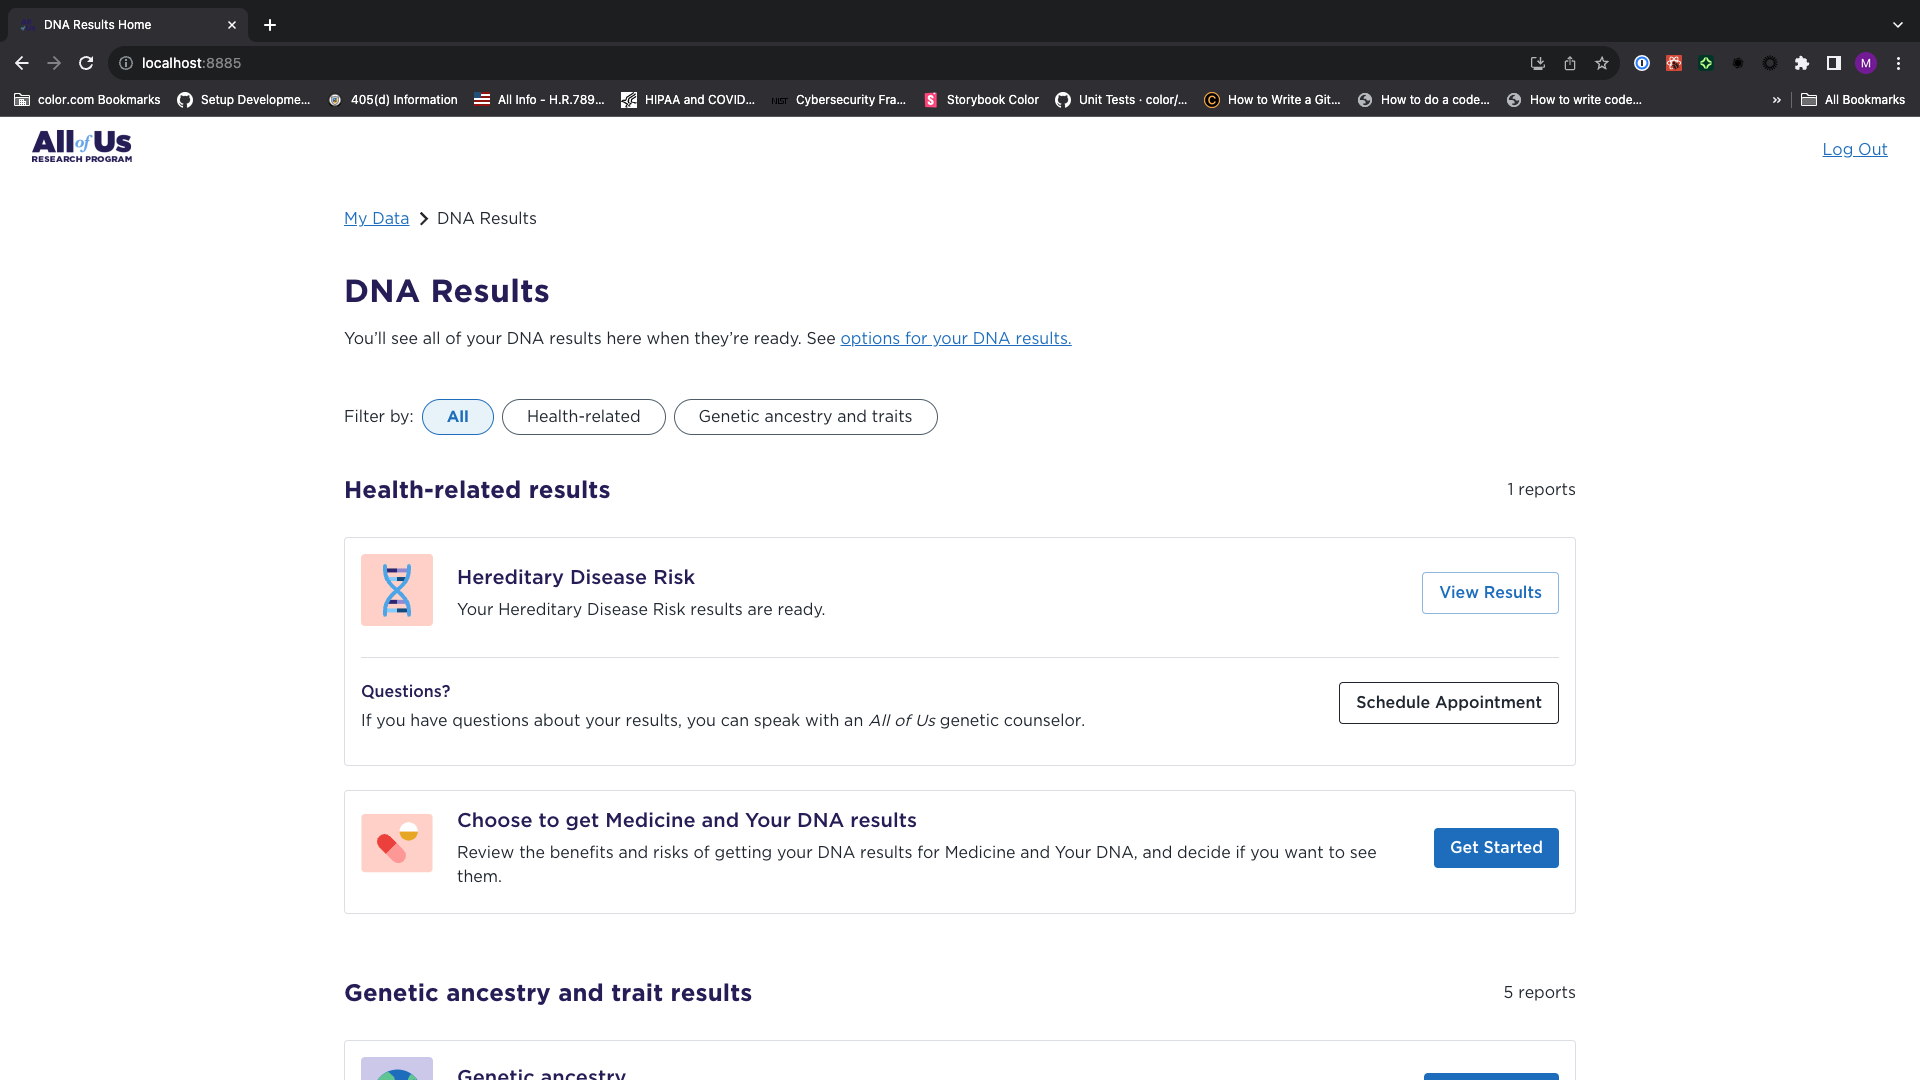 DNA Results Home
localhost:8885
color.com Bookmarks
Setup Developme...
405(d) Information
All Info - H.R.789...
HIPAA and COVID...
NIST
Cybersecurity Fra...
Storybook Color
Unit Tests · color/...
How to Write a Git...
How to do a code...
How to write code...
»
All Bookmarks
M
All of Us
RESEARCH PROGRAM
Log Out
My Data
DNA Results
DNA Results
You’ll see all of your DNA results here when they’re ready. See options for your DNA results.
Filter by:
All
Health-related
Genetic ancestry and traits
Health-related results
1 reports
Hereditary Disease Risk
Your Hereditary Disease Risk results are ready.
View Results
Questions?
If you have questions about your results, you can speak with an All of Us genetic counselor.
Schedule Appointment
Choose to get Medicine and Your DNA results
Review the benefits and risks of getting your DNA results for Medicine and Your DNA, and decide if you want to see
them.
Get Started
Genetic ancestry and trait results
5 reports
Genetic ancestry